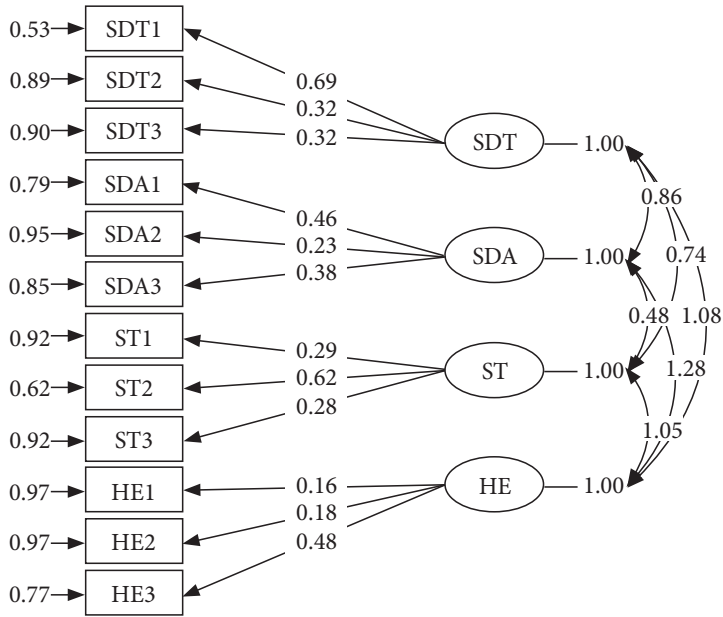 0.53 SDT1
0.69
0.89 SDT2
0.32
0.90 SDT3
0.32
SDT 1.00
0.79 SDA1
0.86
0.46
0.95 SDA2
0.23
SDA 1.00
0.74
0.38
0.85 SDA3
0.48 1.08
0.92 ST1
0.29
0.62 ST2
0.62
ST 1.00
1.28
0.28
0.92 ST3
1.05
0.97 HE1
0.16
HE 1.00
0.18
0.97 HE2
0.48
0.77 HE3